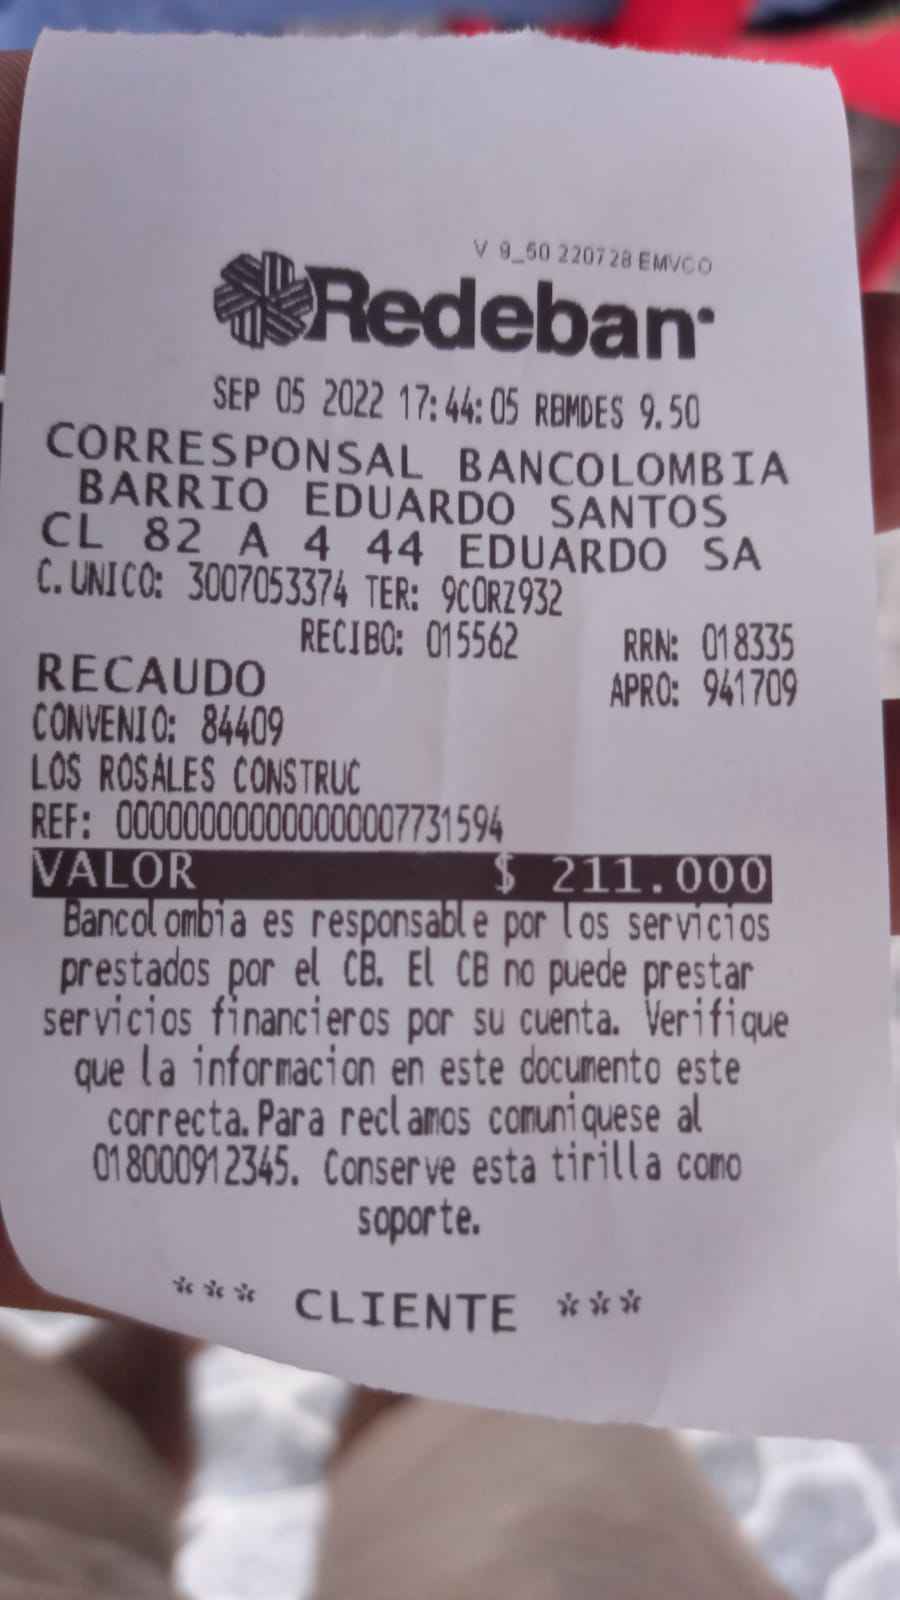 V 9_50 220728 EMVCO
Redeban
SEP 05 2022 17:44:05 RBMDES 9.50
CORRESPONSAL BANCOLOMBIA
BARRIO EDUARDO SANTOS
CL 82 A 4 44 EDUARDO SA
C.UNICO: 3007053374 TER: 9CORZ932
RECIBO: 015562 RRN: 018335
RECAUDO APRO: 941709
CONVENIO: 84409
LOS ROSALES CONSTRUC
REF: 00000000000000007731594
VALOR $ 211.000
Bancolombia es responsable por los servicios
prestados por el CB. El CB no puede prestar
servicios financieros por su cuenta. Verifique
que la informacion en este documento este
correcta.Para reclamos comuniquese al
018000912345. Conserve esta tirilla como
soporte.
*** CLIENTE ***